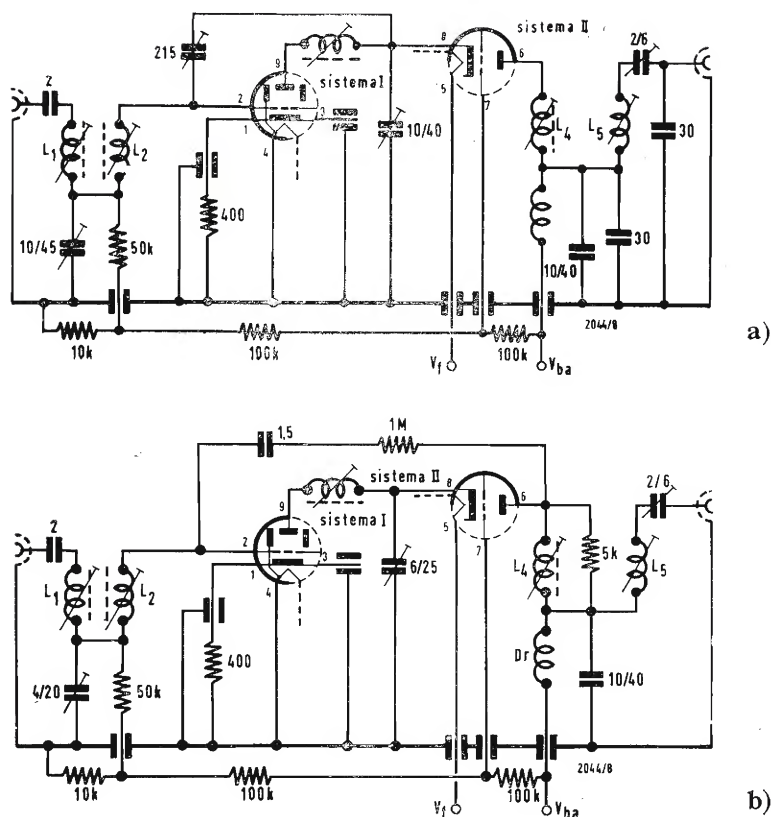 sistema II
215
2/6
8
6
9
sistema I
2
5
7
2
3
1
4
10/40
L4
L5
30
L1
L2
400
10/45
50k
10/40
30
2044/8
10k
100k
100k
a)
Vf
Vba
1,5
1M
sistema II
8
6
2/6
9
sistema I
5
7
2
2
3
1
4
6/25
L4
5k
L5
L1
L2
400
Dr
10/40
4/20
50k
2044/8
10k
100k
100k
Vf
Vba
b)